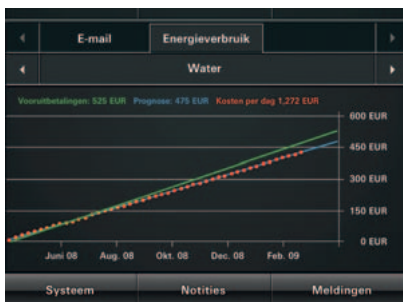 E-mail Energieverbruik
Water
Vooruitbetalingen: 525 EUR Prognose: 475 EUR Kosten per dag 1,272 EUR
600 EUR
450 EUR
300 EUR
150 EUR
0 EUR
Juni 08 Aug. 08 Okt. 08 Dec. 08 Feb. 09
Systeem Notities Meldingen